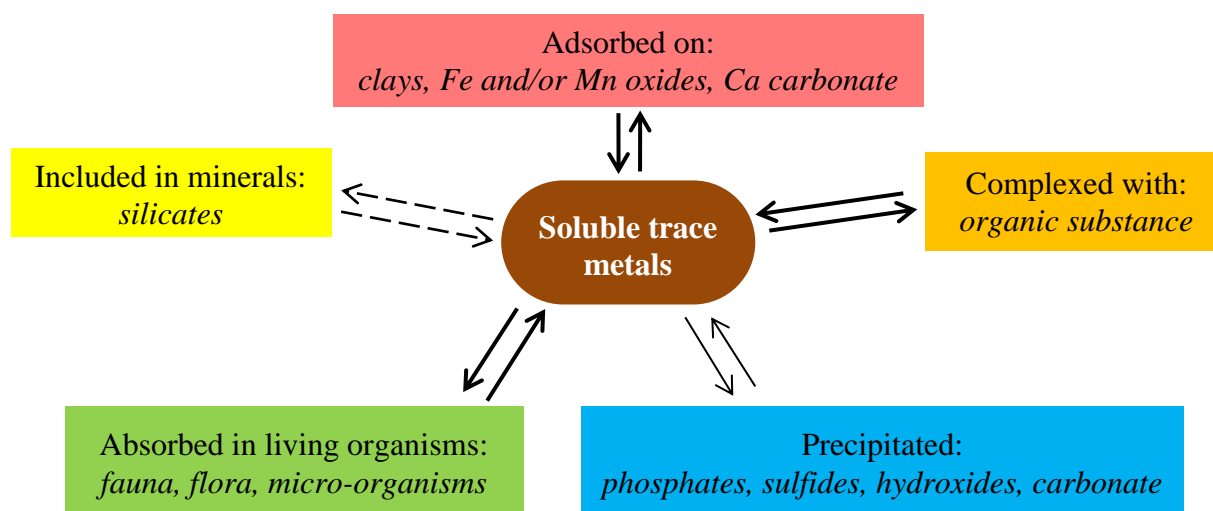 Adsorbed on:
clays, Fe and/or Mn oxides, Ca carbonate
Included in minerals:
silicates
Complexed with:
organic substance
Soluble trace
metals
Absorbed in living organisms:
fauna, flora, micro-organisms
Precipitated:
phosphates, sulfides, hydroxides, carbonate